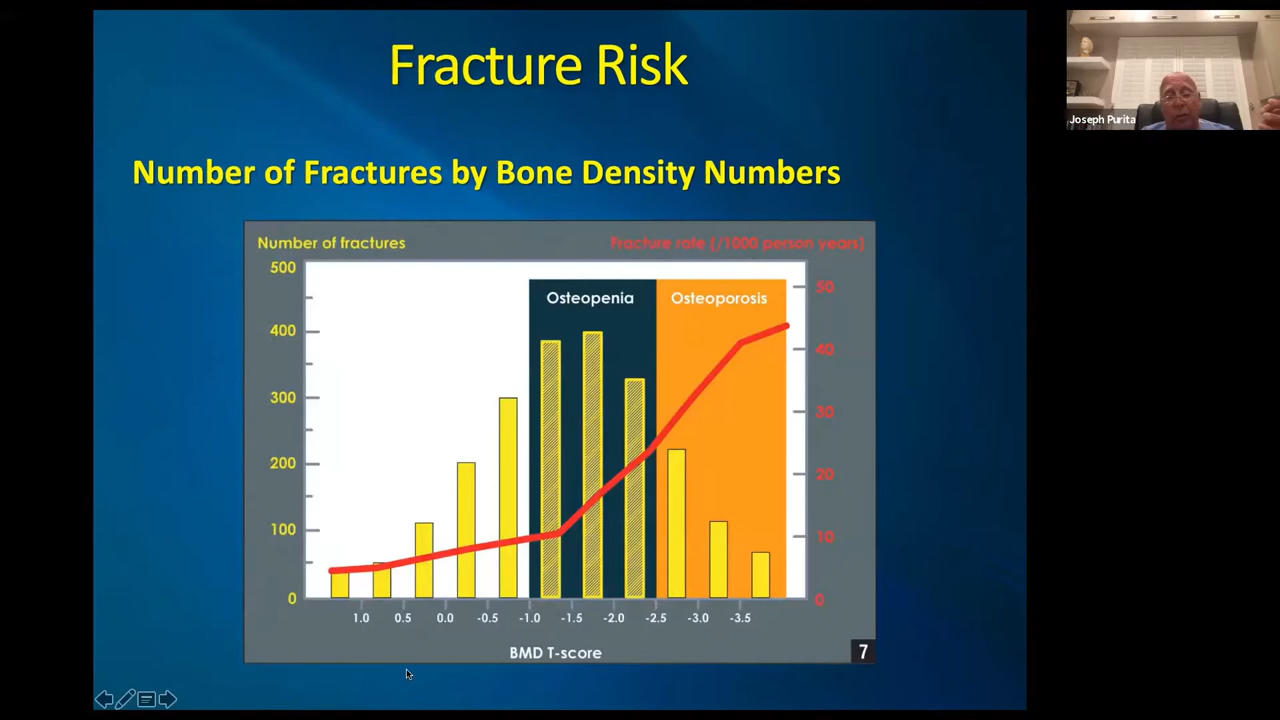 Fracture Risk
Joseph Purita
Number of Fractures by Bone Density Numbers
Number of fractures
Fracture rate (/1000 person years)
500
50
Osteopenia
Osteoporosis
400
40
300
30
200
20
100
10
0
0
1.0 0.5 0.0 -0.5 -1.0 -1.5 -2.0 -2.5 -3.0 -3.5
BMD T-score
7